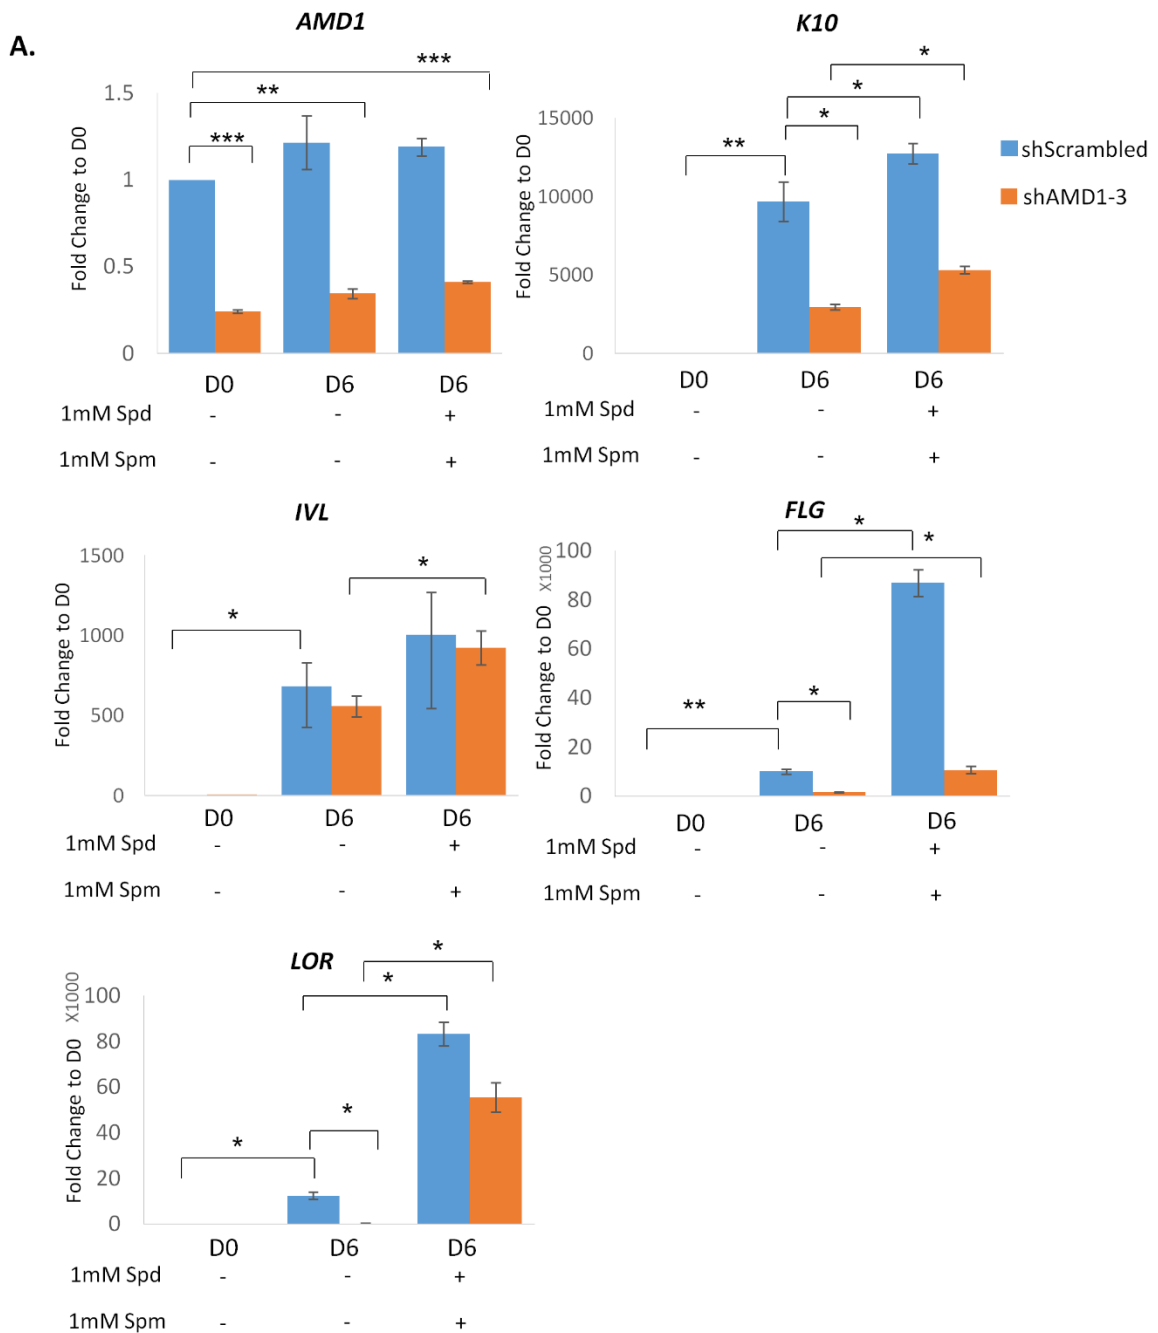 A.
AMD1
***
**
***
Fold Change to D0
1.5
1
0.5
0
D0 D6 D6
1mM Spd - - +
1mM Spm - - +
K10
*
*
*
**
Fold Change to D0
15000
10000
5000
0
D0 D6 D6
1mM Spd - - +
1mM Spm - - +
shScrambled
shAMD1-3
IVL
*
*
Fold Change to D0
1500
1000
500
0
D0 D6 D6
1mM Spd - - +
1mM Spm - - +
FLG
*
*
*
**
Fold Change to D0 X1000
100
80
60
40
20
0
D0 D6 D6
1mM Spd - - +
1mM Spm - - +
LOR
*
*
*
*
Fold Change to D0 X1000
100
80
60
40
20
0
D0 D6 D6
1mM Spd - - +
1mM Spm - - +